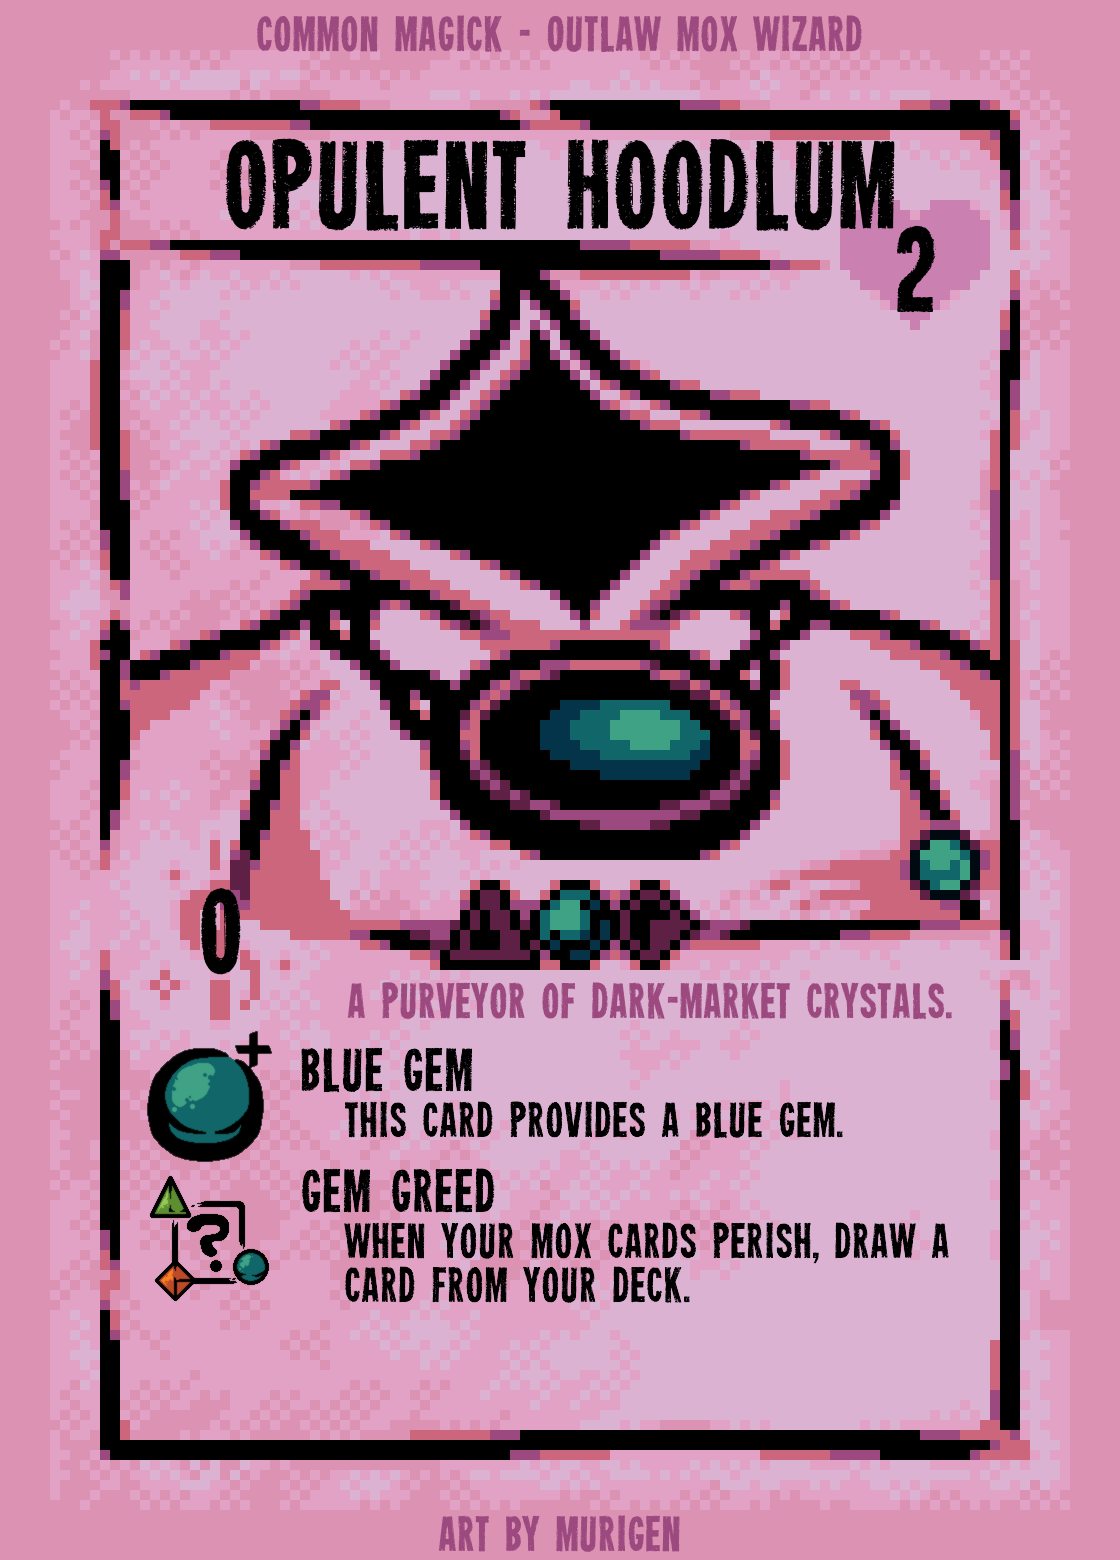 COMMON MAGICK - OUTLAW MOX WIZARD
OPULENT HOODLUM
2
0
A PURVEYOR OF DARK-MARKET CRYSTALS.
BLUE GEM
THIS CARD PROVIDES A BLUE GEM.
GEM GREED
?
WHEN YOUR MOX CARDS PERISH, DRAW A
CARD FROM YOUR DECK.
ART BY MURIGEN